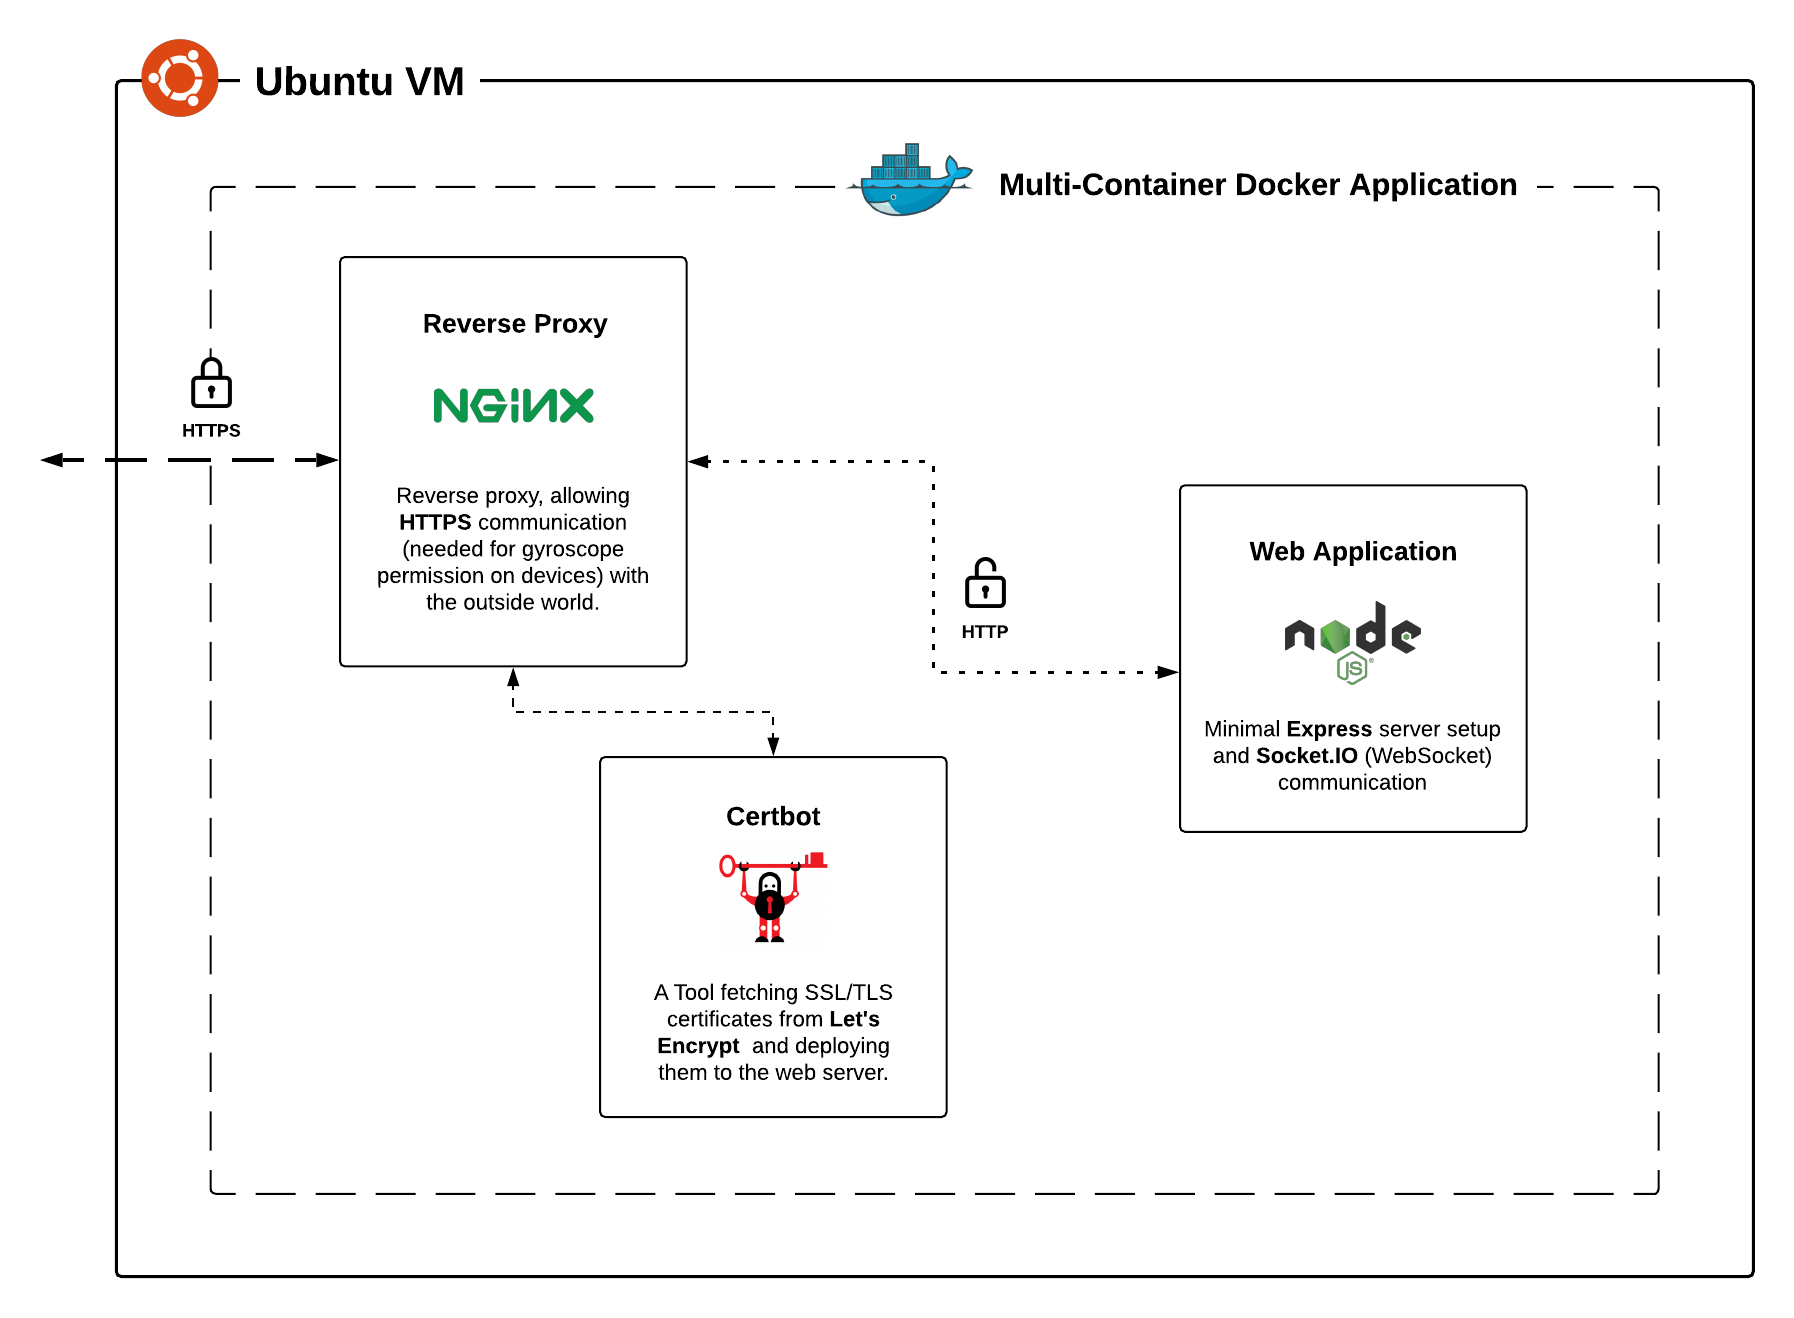 Ubuntu VM
Multi-Container Docker Application
Reverse Proxy
NGINX
Reverse proxy, allowing
HTTPS communication
(needed for gyroscope
permission on devices) with
the outside world.
HTTPS
HTTP
Web Application
node
JS
®
Minimal Express server setup
and Socket.IO (WebSocket)
communication
Certbot
A Tool fetching SSL/TLS
certificates from Let's
Encrypt  and deploying
them to the web server.